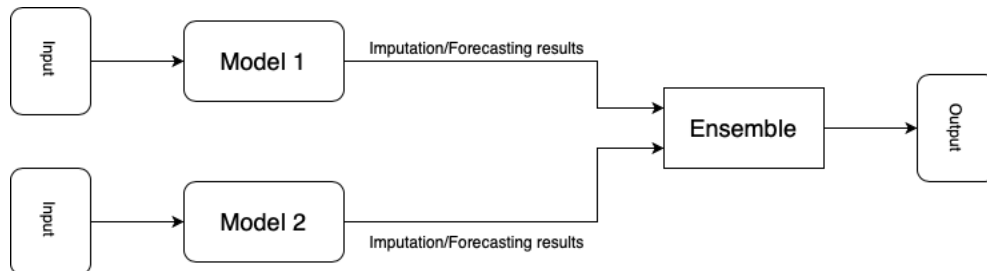 Input
Model 1
Imputation/Forecasting results
Ensemble
Output
Input
Model 2
Imputation/Forecasting results